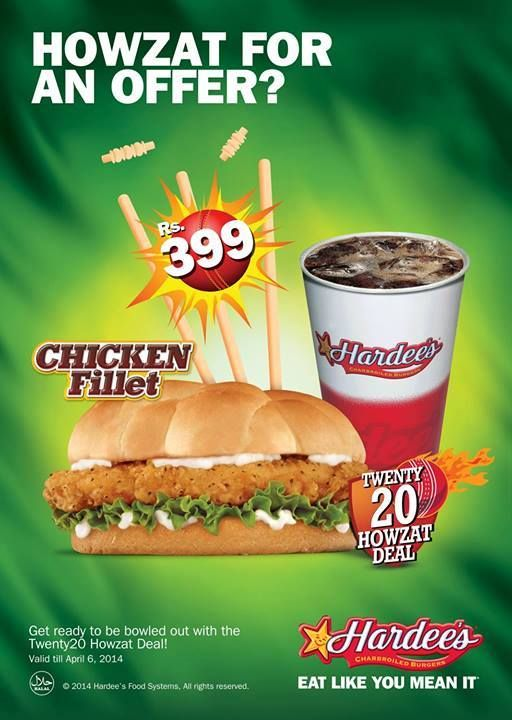 HOWZAT FOR
AN OFFER?
Rs.
399
Hardee's
CHARBROILED BURGERS
CHICKEN
Fillet
TWENTY
20
HOWZAT
DEAL
Get ready to be bowled out with the
Twenty20 Howzat Deal!
Valid till April 6, 2014
حلال
HALAL
© 2014 Hardee's Food Systems, All rights reserved.
Hardee's
CHARBROILED BURGERS
EAT LIKE YOU MEAN IT